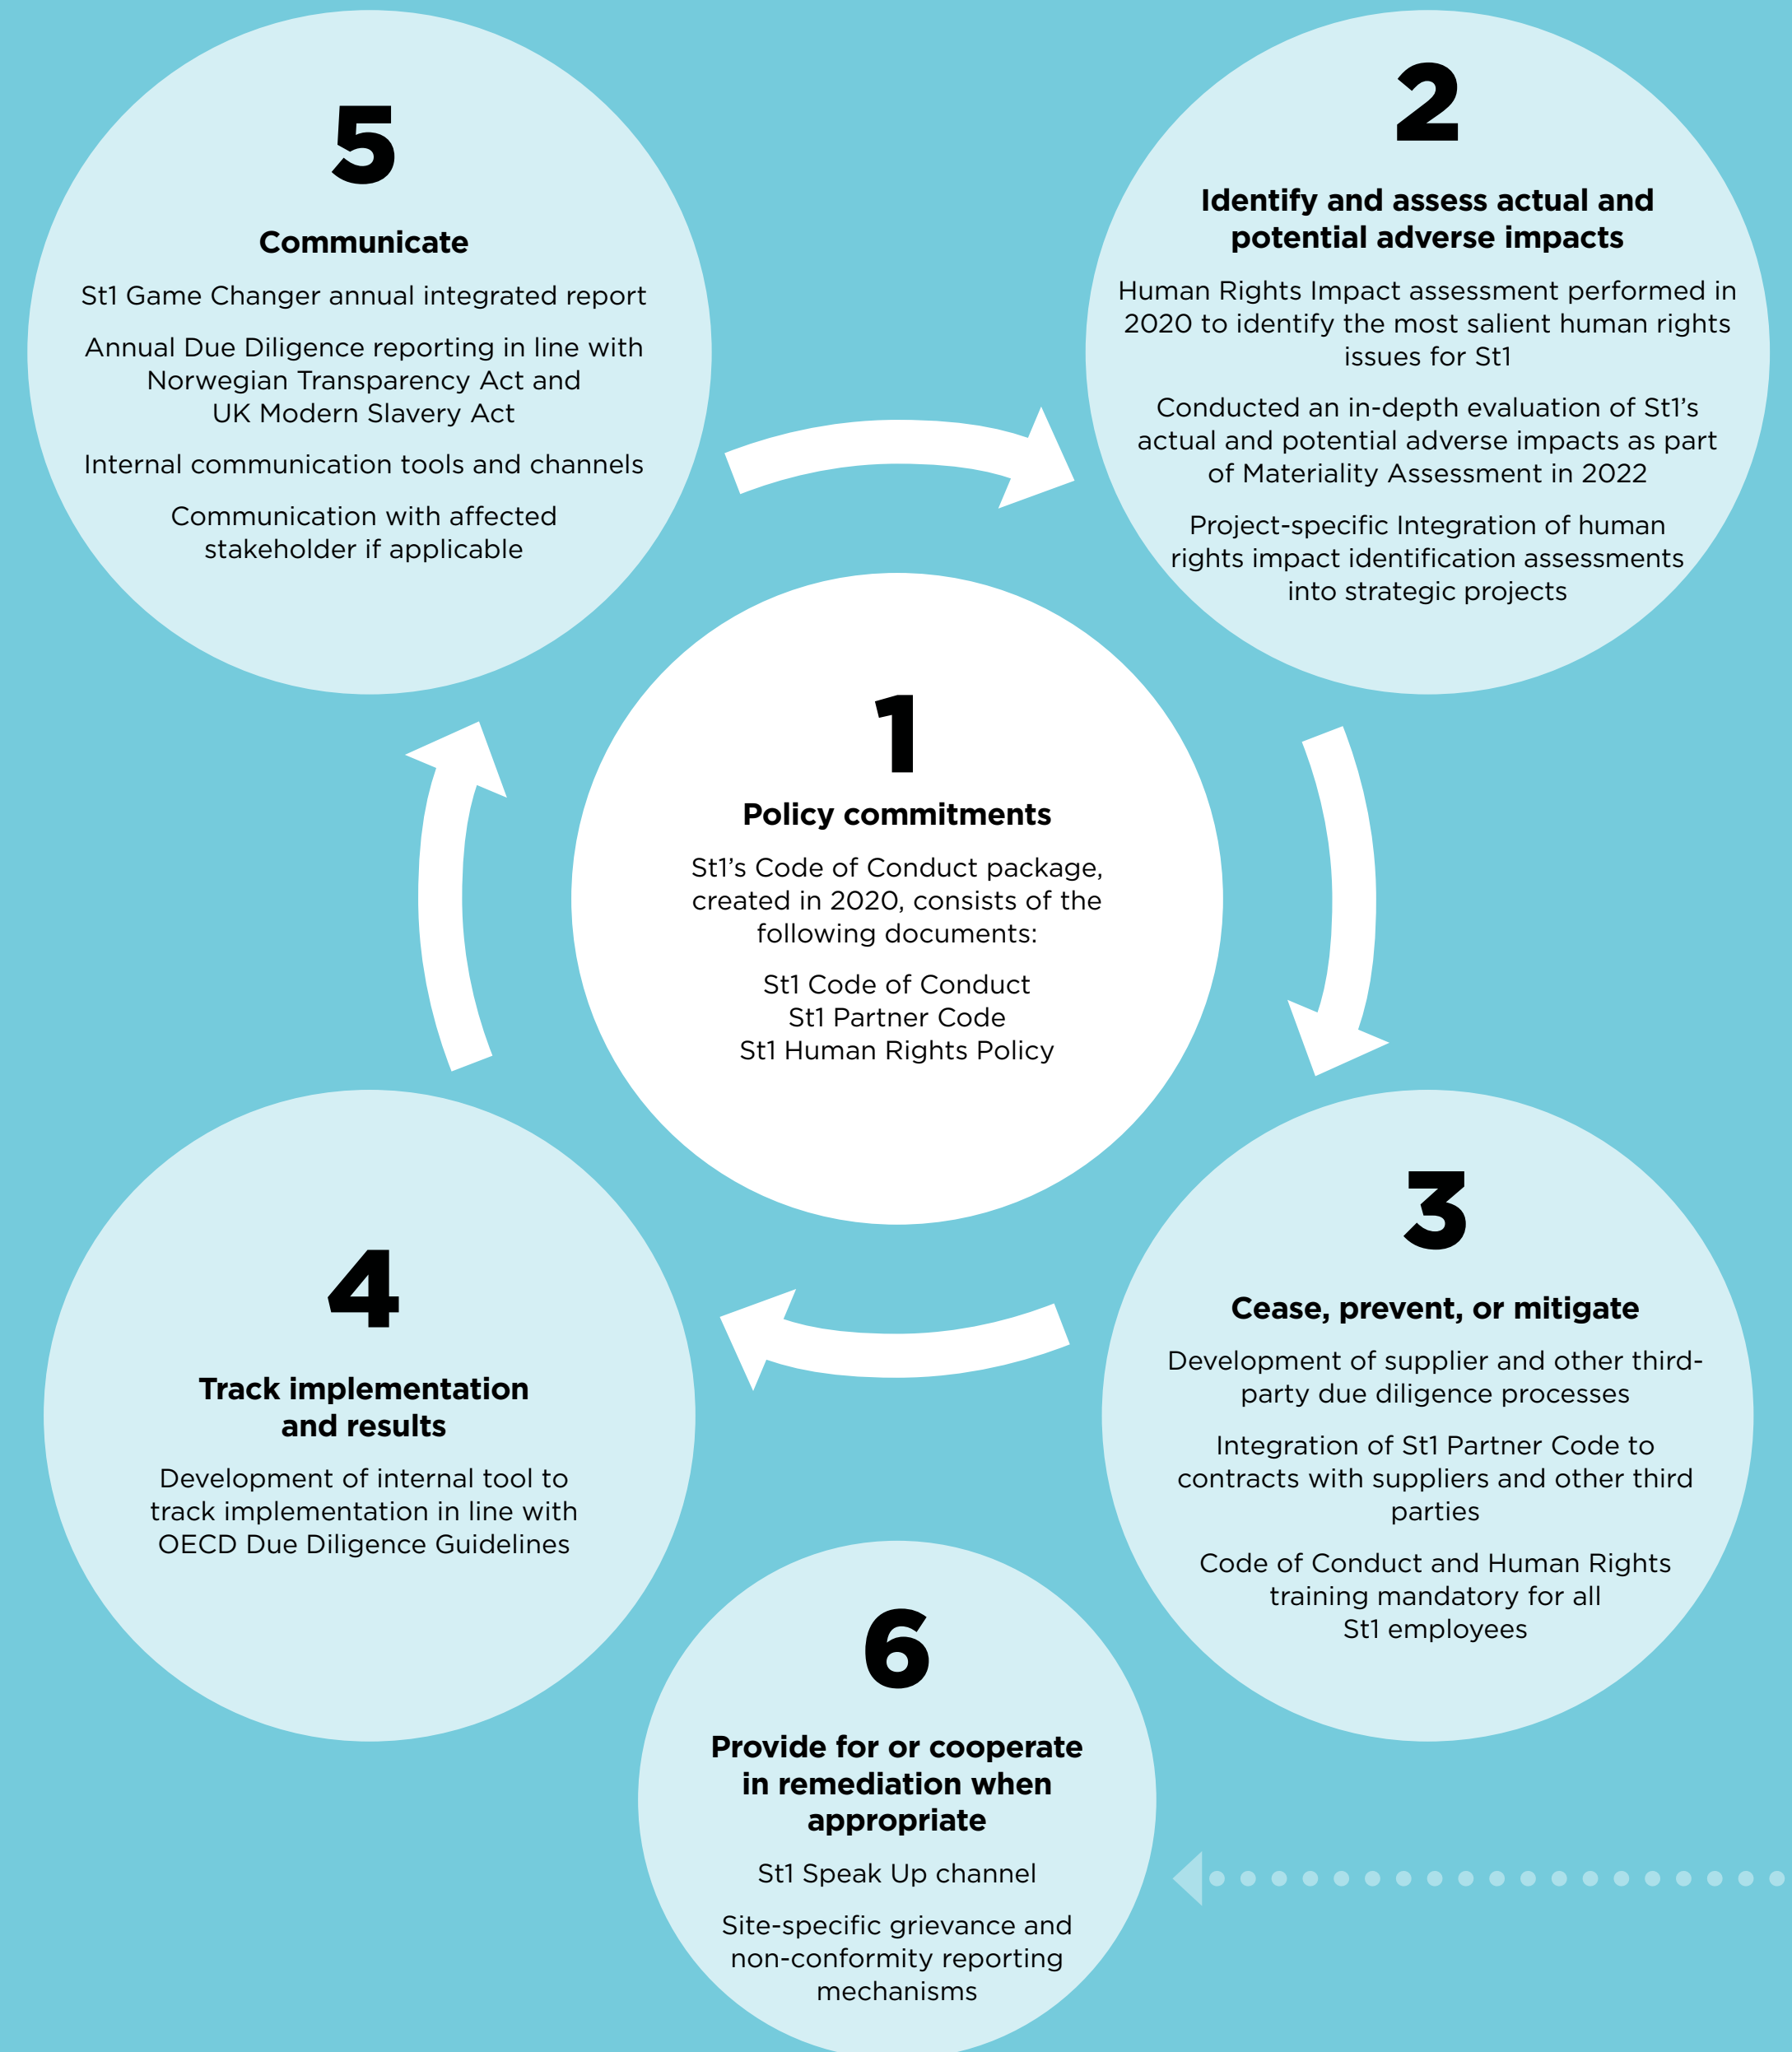 5
Communicate
St1 Game Changer annual integrated report
Annual Due Diligence reporting in line with
Norwegian Transparency Act and
UK Modern Slavery Act
Internal communication tools and channels
Communication with affected
stakeholder if applicable
2
Identify and assess actual and
potential adverse impacts
Human Rights Impact assessment performed in
2020 to identify the most salient human rights
issues for St1
Conducted an in-depth evaluation of St1’s
actual and potential adverse impacts as part
of Materiality Assessment in 2022
Project-specific Integration of human
rights impact identification assessments
into strategic projects
1
Policy commitments
St1’s Code of Conduct package,
created in 2020, consists of the
following documents:
St1 Code of Conduct
St1 Partner Code
St1 Human Rights Policy
4
Track implementation
and results
Development of internal tool to
track implementation in line with
OECD Due Diligence Guidelines
3
Cease, prevent, or mitigate
Development of supplier and other third-
party due diligence processes
Integration of St1 Partner Code to
contracts with suppliers and other third
parties
Code of Conduct and Human Rights
training mandatory for all
St1 employees
6
Provide for or cooperate
in remediation when
appropriate
St1 Speak Up channel
Site-specific grievance and
non-conformity reporting
mechanisms